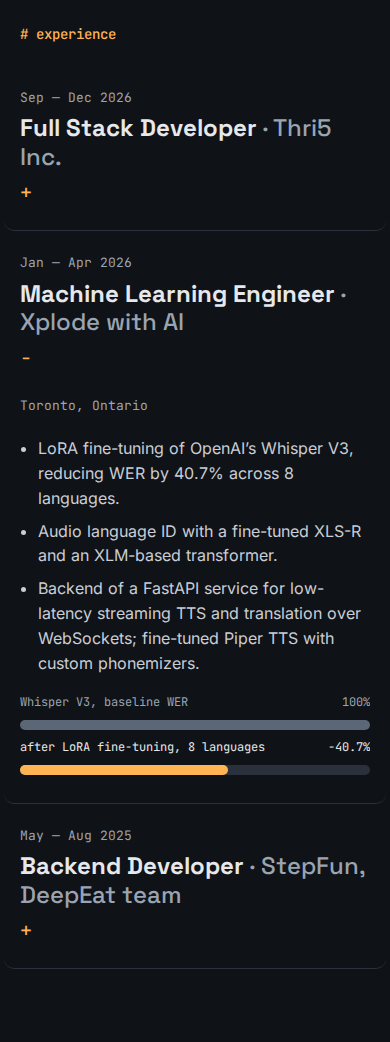 # experience
Sep — Dec 2026
Full Stack Developer · Thri5
Inc.
+
Jan — Apr 2026
Machine Learning Engineer ·
Xplode with AI
-
Toronto, Ontario
• LoRA fine-tuning of OpenAI’s Whisper V3,
reducing WER by 40.7% across 8
languages.
• Audio language ID with a fine-tuned XLS-R
and an XLM-based transformer.
• Backend of a FastAPI service for low-
latency streaming TTS and translation over
WebSockets; fine-tuned Piper TTS with
custom phonemizers.
Whisper V3, baseline WER 100%
after LoRA fine-tuning, 8 languages -40.7%
May — Aug 2025
Backend Developer · StepFun,
DeepEat team
+